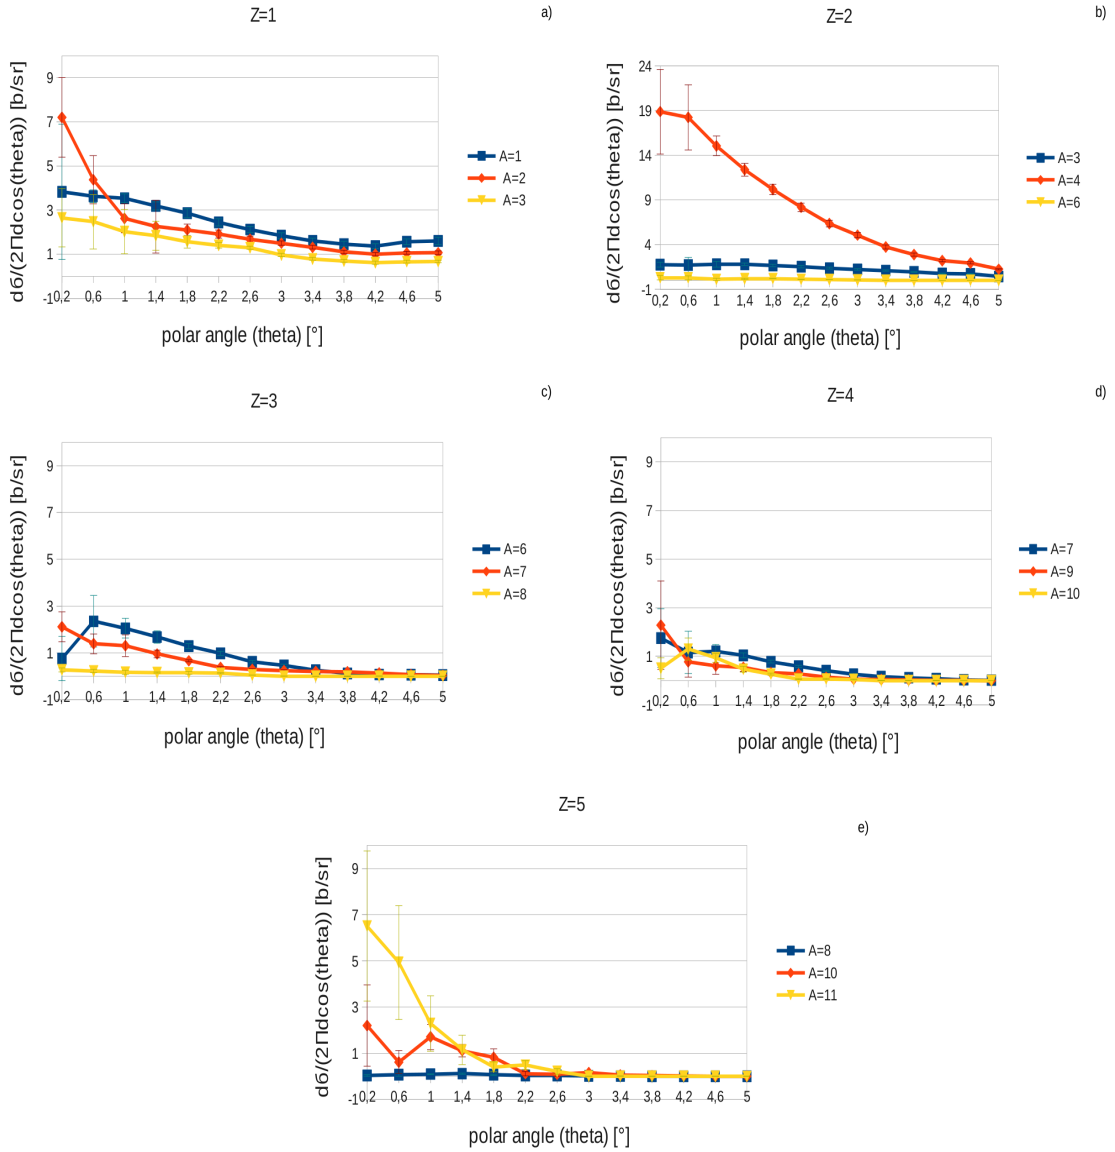 Z=1
a)
dб/(2Πdcos(theta)) [b/sr]
9
7
5
3
1
-1
0,2
0,6
1
1,4
1,8
2,2
2,6
3
3,4
3,8
4,2
4,6
5
polar angle (theta) [°]
A=1
A=2
A=3
Z=2
b)
dб/(2Πdcos(theta)) [b/sr]
24
19
14
9
4
-1
0,2
0,6
1
1,4
1,8
2,2
2,6
3
3,4
3,8
4,2
4,6
5
polar angle (theta) [°]
A=3
A=4
A=6
Z=3
c)
dб/(2Πdcos(theta)) [b/sr]
9
7
5
3
1
-1
0,2
0,6
1
1,4
1,8
2,2
2,6
3
3,4
3,8
4,2
4,6
5
polar angle (theta) [°]
A=6
A=7
A=8
Z=4
d)
dб/(2Πdcos(theta)) [b/sr]
9
7
5
3
1
-1
0,2
0,6
1
1,4
1,8
2,2
2,6
3
3,4
3,8
4,2
4,6
5
polar angle (theta) [°]
A=7
A=9
A=10
Z=5
e)
dб/(2Πdcos(theta)) [b/sr]
9
7
5
3
1
-1
0,2
0,6
1
1,4
1,8
2,2
2,6
3
3,4
3,8
4,2
4,6
5
polar angle (theta) [°]
A=8
A=10
A=11